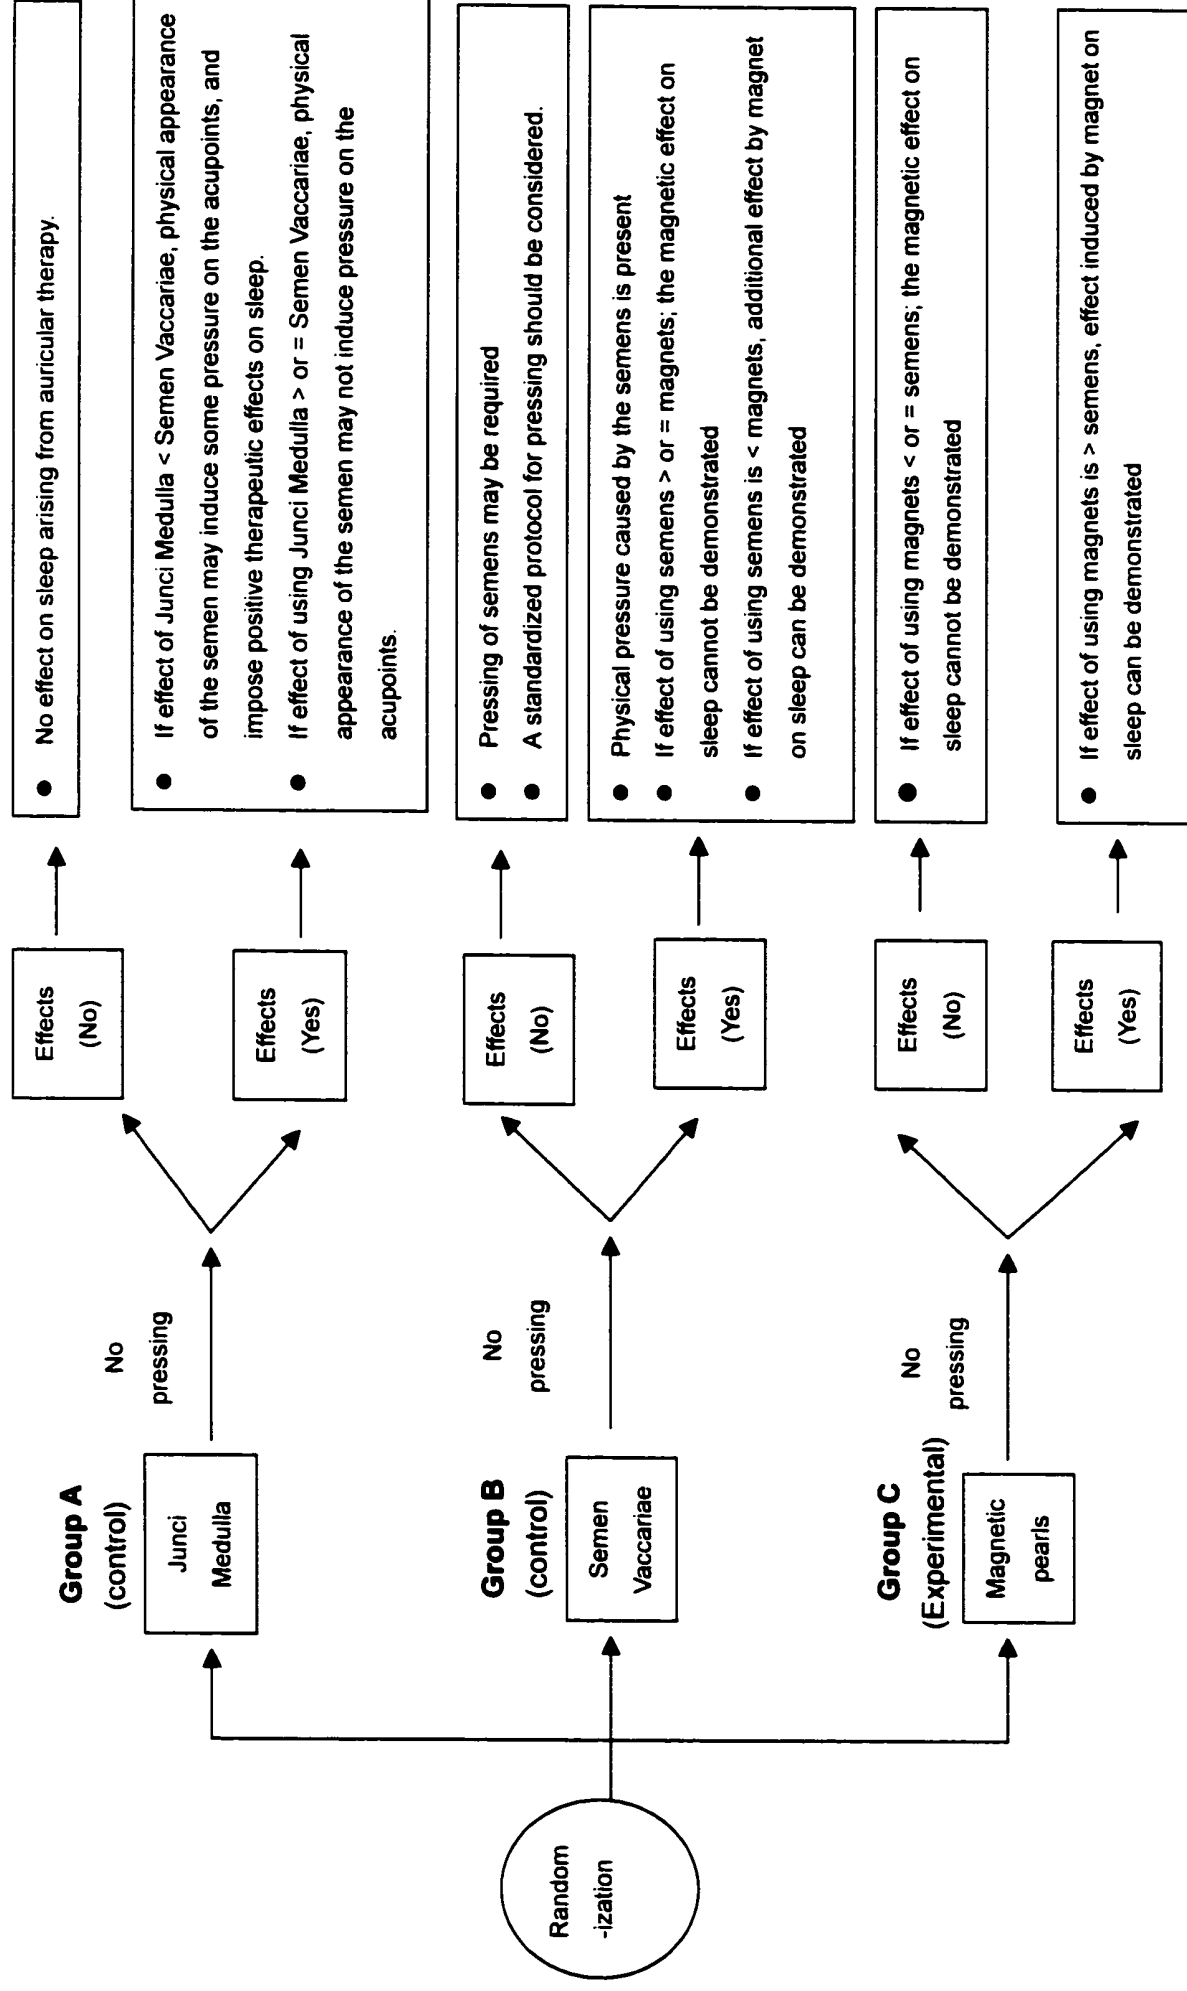 Random
-ization
Group A
(control)
Junci
Medulla
No
pressing
Effects
(No)
● No effect on sleep arising from auricular therapy.
Effects
(Yes)
● If effect of Junci Medulla < Semen Vaccariae, physical appearance
of the semen may induce some pressure on the acupoints, and
impose positive therapeutic effects on sleep.
● If effect of using Junci Medulla > or = Semen Vaccariae, physical
appearance of the semen may not induce pressure on the
acupoints.
Group B
(control)
Semen
Vaccariae
No
pressing
Effects
(No)
● Pressing of semens may be required
● A standardized protocol for pressing should be considered.
Effects
(Yes)
● Physical pressure caused by the semens is present
● If effect of using semens > or = magnets; the magnetic effect on
sleep cannot be demonstrated
● If effect of using semens is < magnets, additional effect by magnet
on sleep can be demonstrated
Group C
(Experimental)
Magnetic
pearls
No
pressing
Effects
(No)
● If effect of using magnets < or = semens; the magnetic effect on
sleep cannot be demonstrated
Effects
(Yes)
● If effect of using magnets is > semens, effect induced by magnet on
sleep can be demonstrated